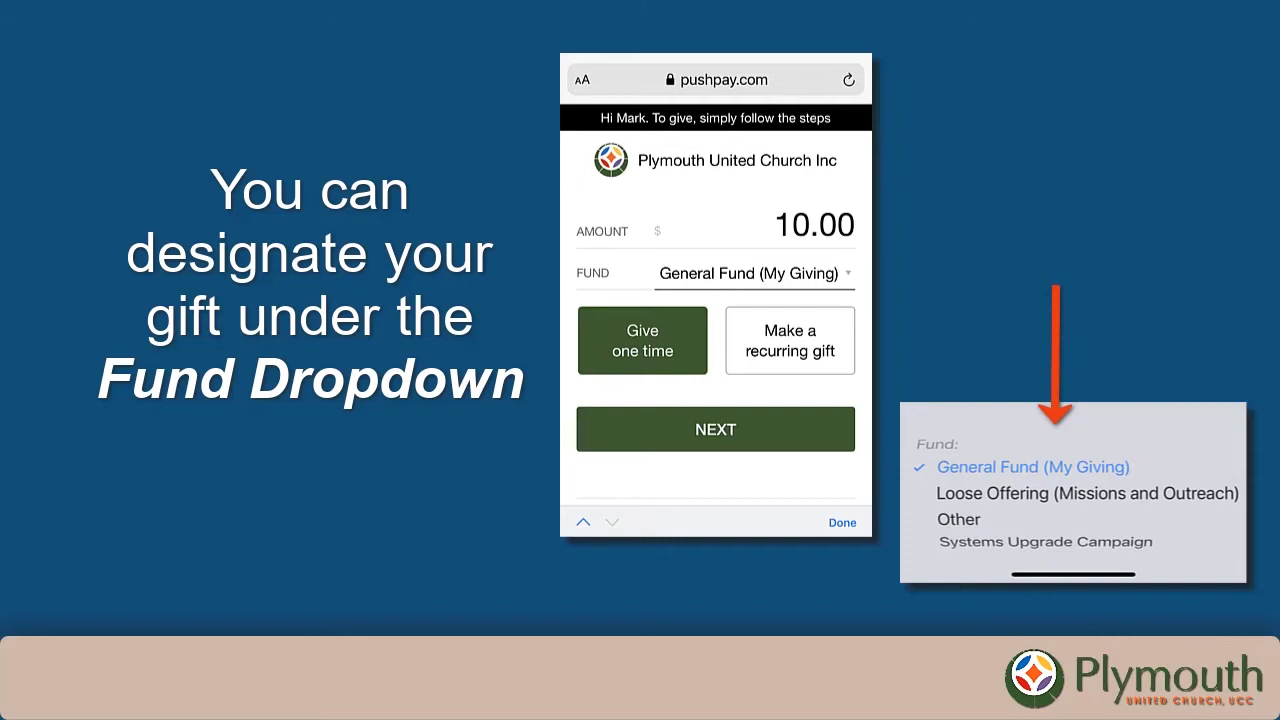 You can
designate your
gift under the
Fund Dropdown
AA
pushpay.com
Hi Mark. To give, simply follow the steps
Plymouth United Church Inc
AMOUNT $ 10.00
FUND General Fund (My Giving)
Give
one time
Make a
recurring gift
NEXT
Done
Fund:
General Fund (My Giving)
Loose Offering (Missions and Outreach)
Other
Systems Upgrade Campaign
Plymouth
UNITED CHURCH, UCC